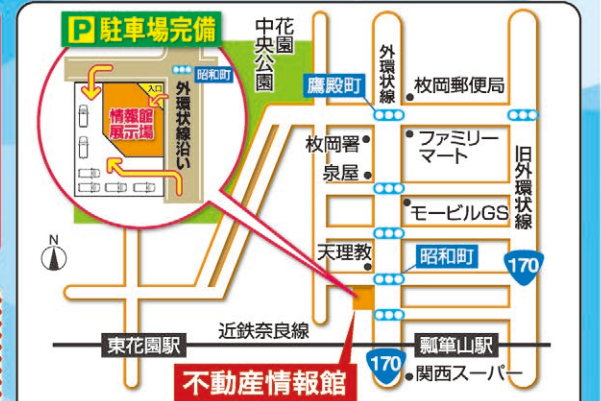 P 駐車場完備
昭和町
入口
情報館
展示場
外環状線沿い
花園
中央公園
外環状線
鷹殿町
枚岡郵便局
枚岡署
ファミリー
マート
泉屋
旧外環状線
モービルGS
天理教
昭和町
170
N
近鉄奈良線
東花園駅
瓢箪山駅
不動産情報館
170
関西スーパー